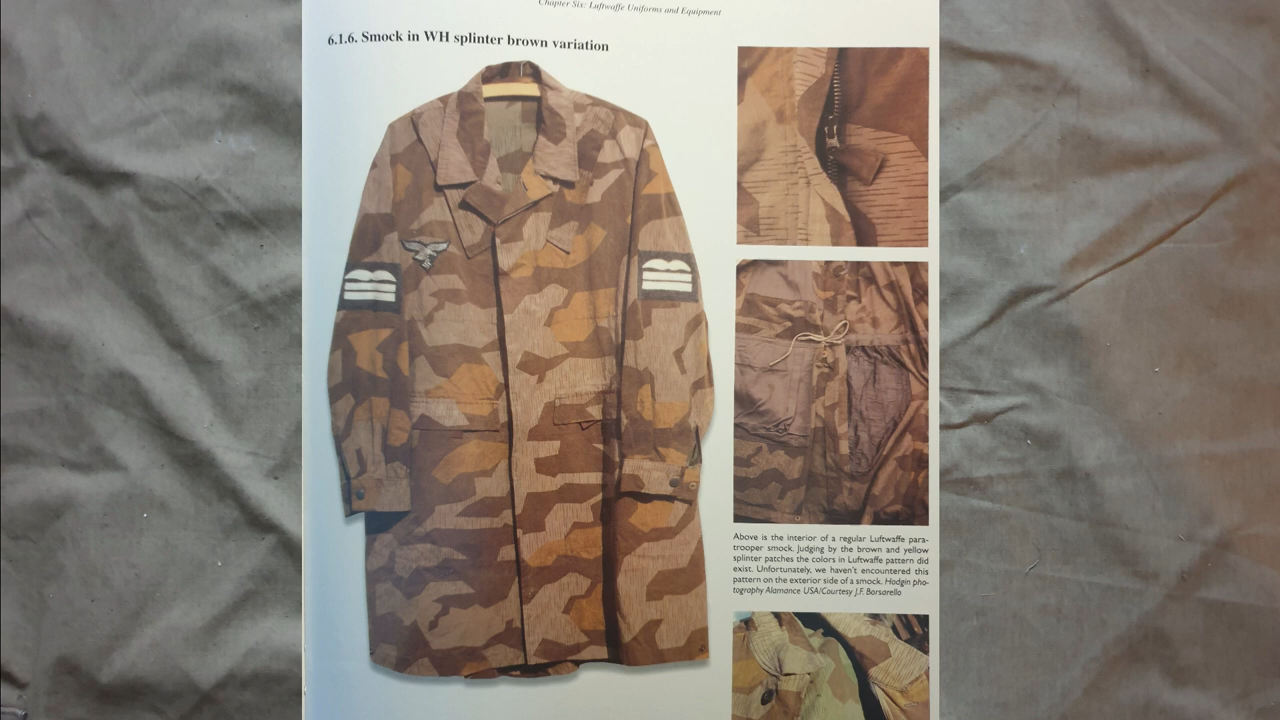 Chapter Six: Luftwaffe Uniforms and Equipment
6.1.6. Smock in WH splinter brown variation
Above is the interior of a regular Luftwaffe para-
trooper smock. Judging by the brown and yellow
splinter patches the colors in Luftwaffe pattern did
exist. Unfortunately, we haven't encountered this
pattern on the exterior side of a smock. Hodgin pho-
tography Alamance USA/Courtesy J.F. Borsarello